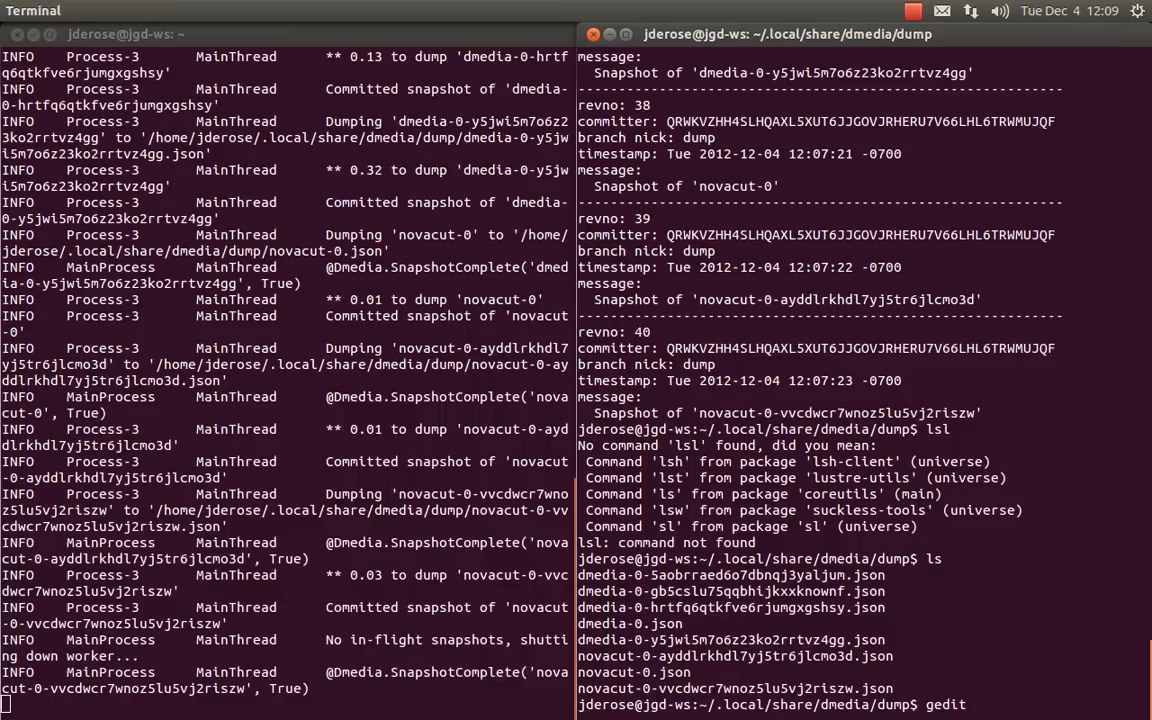 Terminal
Tue Dec 4 12:09
jderose@jgd-ws: ~
INFO Process-3 MainThread ** 0.13 to dump 'dmedia-0-hrtf
q6qtkfve6rjumgxgshsy'
INFO Process-3 MainThread Committed snapshot of 'dmedia-
0-hrtfq6qtkfve6rjumgxgshsy'
INFO Process-3 MainThread Dumping 'dmedia-0-y5jwi5m7o6z2
3ko2rrtvz4gg' to '/home/jderose/.local/share/dmedia/dump/dmedia-0-y5jw
i5m7o6z23ko2rrtvz4gg.json'
INFO Process-3 MainThread ** 0.32 to dump 'dmedia-0-y5jw
i5m7o6z23ko2rrtvz4gg'
INFO Process-3 MainThread Committed snapshot of 'dmedia-
0-y5jwi5m7o6z23ko2rrtvz4gg'
INFO Process-3 MainThread Dumping 'novacut-0' to '/home/
jderose/.local/share/dmedia/dump/novacut-0.json'
INFO MainProcess MainThread @Dmedia.SnapshotComplete('dmed
ia-0-y5jwi5m7o6z23ko2rrtvz4gg', True)
INFO Process-3 MainThread ** 0.01 to dump 'novacut-0'
INFO Process-3 MainThread Committed snapshot of 'novacut
-0'
INFO Process-3 MainThread Dumping 'novacut-0-ayddlrkhdl7
yj5tr6jlcmo3d' to '/home/jderose/.local/share/dmedia/dump/novacut-0-ay
ddlrkhdl7yj5tr6jlcmo3d.json'
INFO MainProcess MainThread @Dmedia.SnapshotComplete('nova
cut-0', True)
INFO Process-3 MainThread ** 0.01 to dump 'novacut-0-ayd
dlrkhdl7yj5tr6jlcmo3d'
INFO Process-3 MainThread Committed snapshot of 'novacut
-0-ayddlrkhdl7yj5tr6jlcmo3d'
INFO Process-3 MainThread Dumping 'novacut-0-vvcdwcr7wno
z5lu5vj2riszw' to '/home/jderose/.local/share/dmedia/dump/novacut-0-vv
cdwcr7wnoz5lu5vj2riszw.json'
INFO MainProcess MainThread @Dmedia.SnapshotComplete('nova
cut-0-ayddlrkhdl7yj5tr6jlcmo3d', True)
INFO Process-3 MainThread ** 0.03 to dump 'novacut-0-vvc
dwcr7wnoz5lu5vj2riszw'
INFO Process-3 MainThread Committed snapshot of 'novacut
-0-vvcdwcr7wnoz5lu5vj2riszw'
INFO MainProcess MainThread No in-flight snapshots, shutti
ng down worker...
INFO MainProcess MainThread @Dmedia.SnapshotComplete('nova
cut-0-vvcdwcr7wnoz5lu5vj2riszw', True)
jderose@jgd-ws: ~/.local/share/dmedia/dump
message:
Snapshot of 'dmedia-0-y5jwi5m7o6z23ko2rrtvz4gg'
------------------------------------------------------------
revno: 38
committer: QRWKVZHH4SLHQAXL5XUT6JJGOVJRHERU7V66LHL6TRWMUJQF
branch nick: dump
timestamp: Tue 2012-12-04 12:07:21 -0700
message:
Snapshot of 'novacut-0'
------------------------------------------------------------
revno: 39
committer: QRWKVZHH4SLHQAXL5XUT6JJGOVJRHERU7V66LHL6TRWMUJQF
branch nick: dump
timestamp: Tue 2012-12-04 12:07:22 -0700
message:
Snapshot of 'novacut-0-ayddlrkhdl7yj5tr6jlcmo3d'
------------------------------------------------------------
revno: 40
committer: QRWKVZHH4SLHQAXL5XUT6JJGOVJRHERU7V66LHL6TRWMUJQF
branch nick: dump
timestamp: Tue 2012-12-04 12:07:23 -0700
message:
Snapshot of 'novacut-0-vvcdwcr7wnoz5lu5vj2riszw'
jderose@jgd-ws:~/.local/share/dmedia/dump$ lsl
No command 'lsl' found, did you mean:
Command 'lsh' from package 'lsh-client' (universe)
Command 'lst' from package 'lustre-utils' (universe)
Command 'ls' from package 'coreutils' (main)
Command 'lsw' from package 'suckless-tools' (universe)
Command 'sl' from package 'sl' (universe)
lsl: command not found
jderose@jgd-ws:~/.local/share/dmedia/dump$ ls
dmedia-0-5aobrraed6o7dbnqj3yaljum.json
dmedia-0-gb5cslu75qqbhijkxxknownf.json
dmedia-0-hrtfq6qtkfve6rjumgxgshsy.json
dmedia-0.json
dmedia-0-y5jwi5m7o6z23ko2rrtvz4gg.json
novacut-0-ayddlrkhdl7yj5tr6jlcmo3d.json
novacut-0.json
novacut-0-vvcdwcr7wnoz5lu5vj2riszw.json
jderose@jgd-ws:~/.local/share/dmedia/dump$ gedit